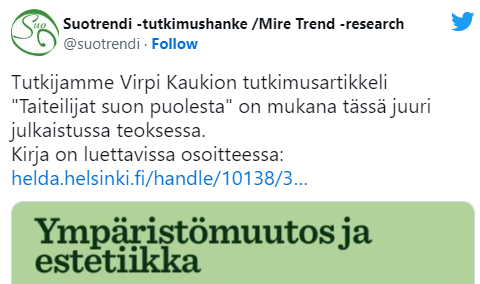 Suo
Suotrendi -tutkimushanke /Mire Trend -research
@suotrendi · Follow
Tutkijamme Virpi Kaukion tutkimusartikkeli
"Taiteilijat suon puolesta" on mukana tässä juuri
julkaistussa teoksessa.
Kirja on luettavissa osoitteessa:
helda.helsinki.fi/handle/10138/3...
Ympäristömuutos ja
estetiikka